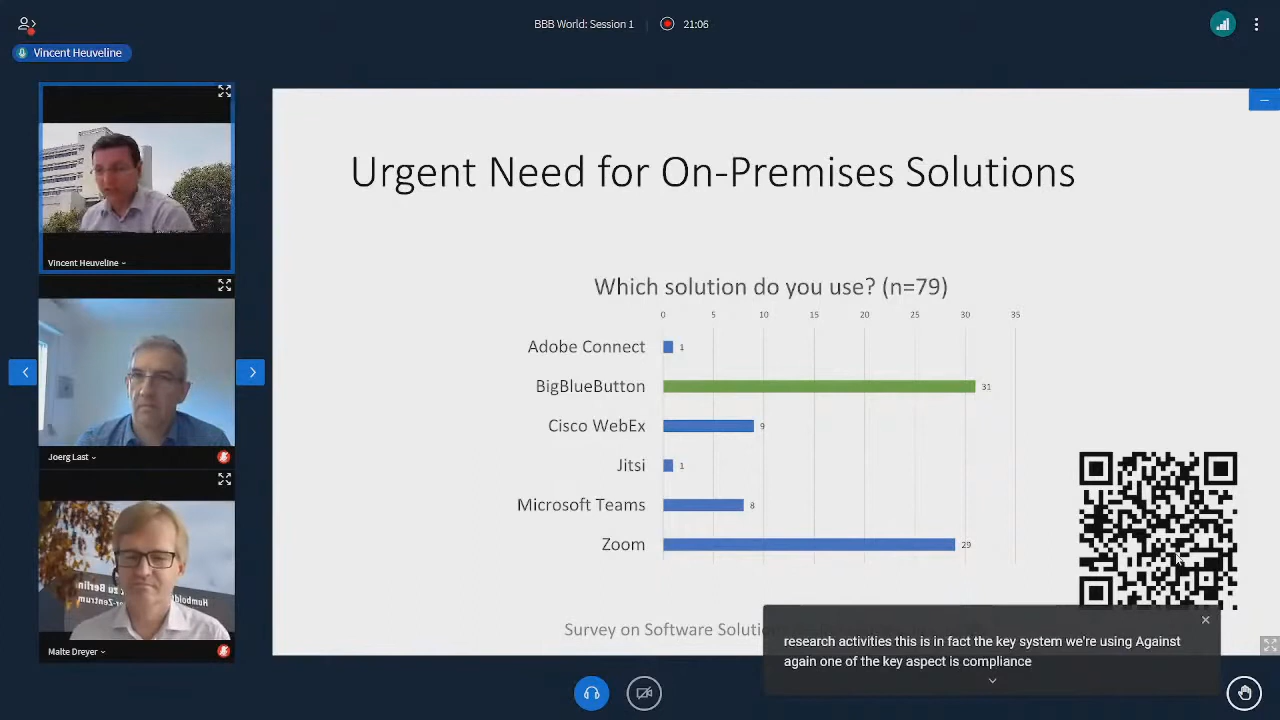 BBB World: Session 1
21:06
Vincent Heuveline
Vincent Heuveline
Joerg Last
Malte Dreyer
Urgent Need for On-Premises Solutions
Which solution do you use? (n=79)
0 5 10 15 20 25 30 35
Adobe Connect 1
BigBlueButton 31
Cisco WebEx 9
Jitsi 1
Microsoft Teams 8
Zoom 29
Survey on Software
research activities this is in fact the key system we're using Against
again one of the key aspect is compliance